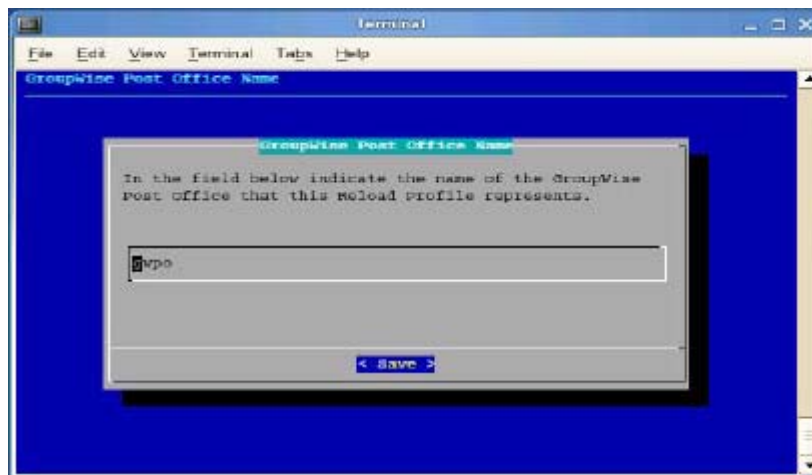 Terminal
File Edit View Terminal Tabs Help
GroupWise Post Office Name
GroupWise Post Office Name
In the field below indicate the name of the GroupWise
Post Office that this Reload Profile represents.
gwpo
< Save >